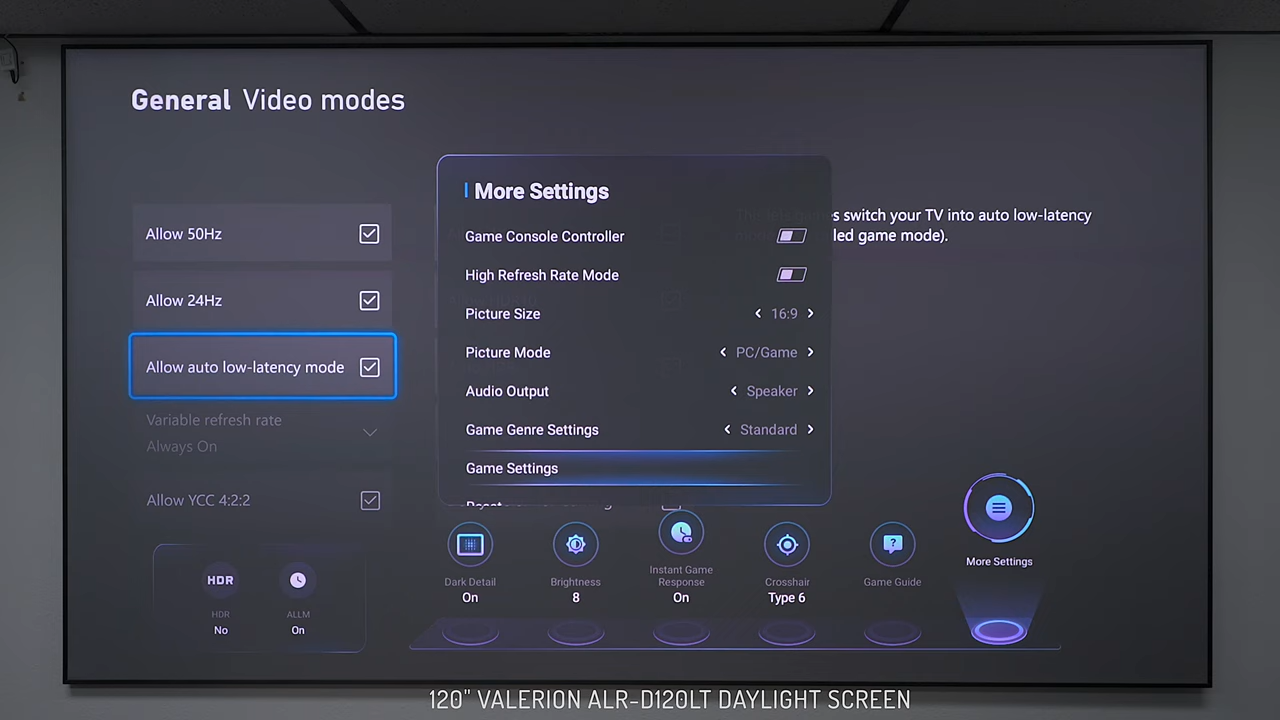 General Video modes
Allow 50Hz
Allow 24Hz
Allow auto low-latency mode
Variable refresh rate
Always On
Allow YCC 4:2:2
HDR
HDR
No
ALLM
On
More Settings
Game Console Controller
High Refresh Rate Mode
Picture Size
16:9
Picture Mode
PC/Game
Audio Output
Speaker
Game Genre Settings
Standard
Game Settings
s switch your TV into auto low-latency
led game mode).
Dark Detail
On
Brightness
8
Instant Game
Response
On
Crosshair
Type 6
Game Guide
More Settings
120" VALERION ALR-D120LT DAYLIGHT SCREEN